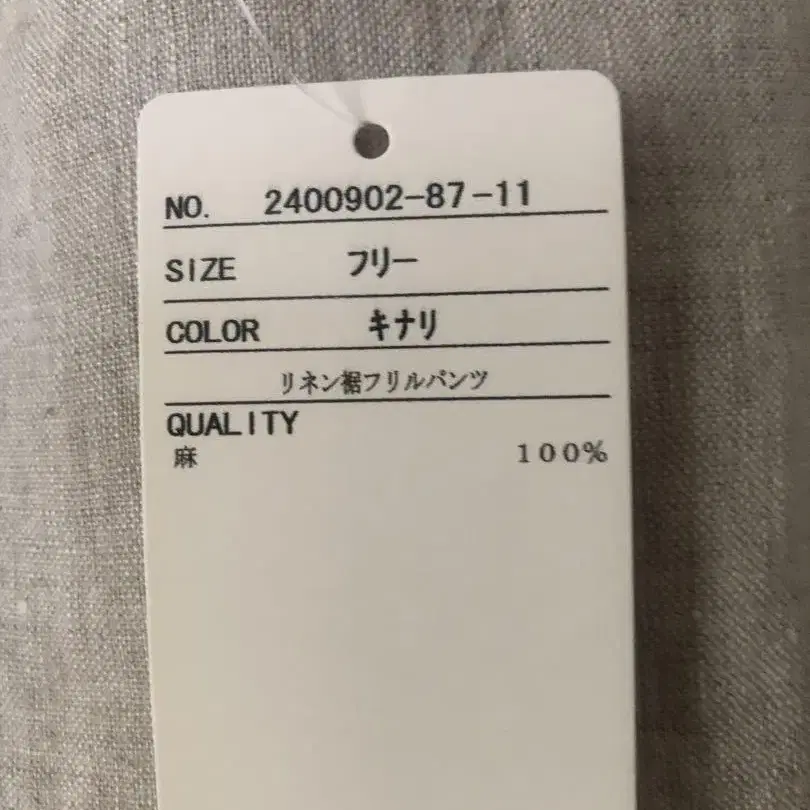 NO. 2400902-87-11
SIZE フリー
COLOR キナリ
リネン裾フリルパンツ
QUALITY
麻 100%